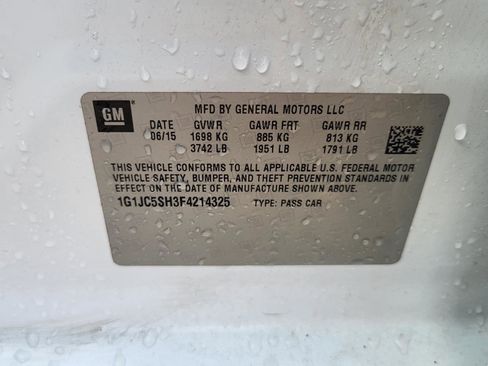 GM
MFD BY GENERAL MOTORS LLC
DATE GVWR GAWR FRT GAWR RR
06/15 1698 KG 885 KG 813 KG
3742 LB 1951 LB 1791 LB
THIS VEHICLE CONFORMS TO ALL APPLICABLE U.S. FEDERAL MOTOR
VEHICLE SAFETY, BUMPER, AND THEFT PREVENTION STANDARDS
IN EFFECT ON THE DATE OF MANUFACTURE SHOWN ABOVE.
1G1JC5SH3F4214325 TYPE: PASS CAR